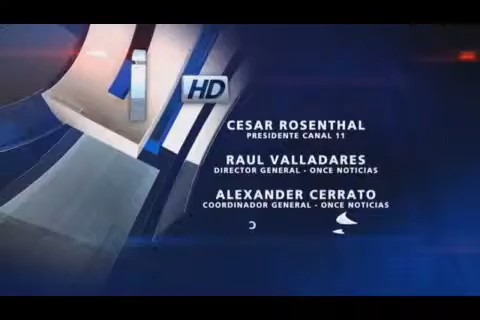 HD
CESAR ROSENTHAL
PRESIDENTE CANAL 11
RAUL VALLADARES
DIRECTOR GENERAL - ONCE NOTICIAS
ALEXANDER CERRATO
COORDINADOR GENERAL - ONCE NOTICIAS